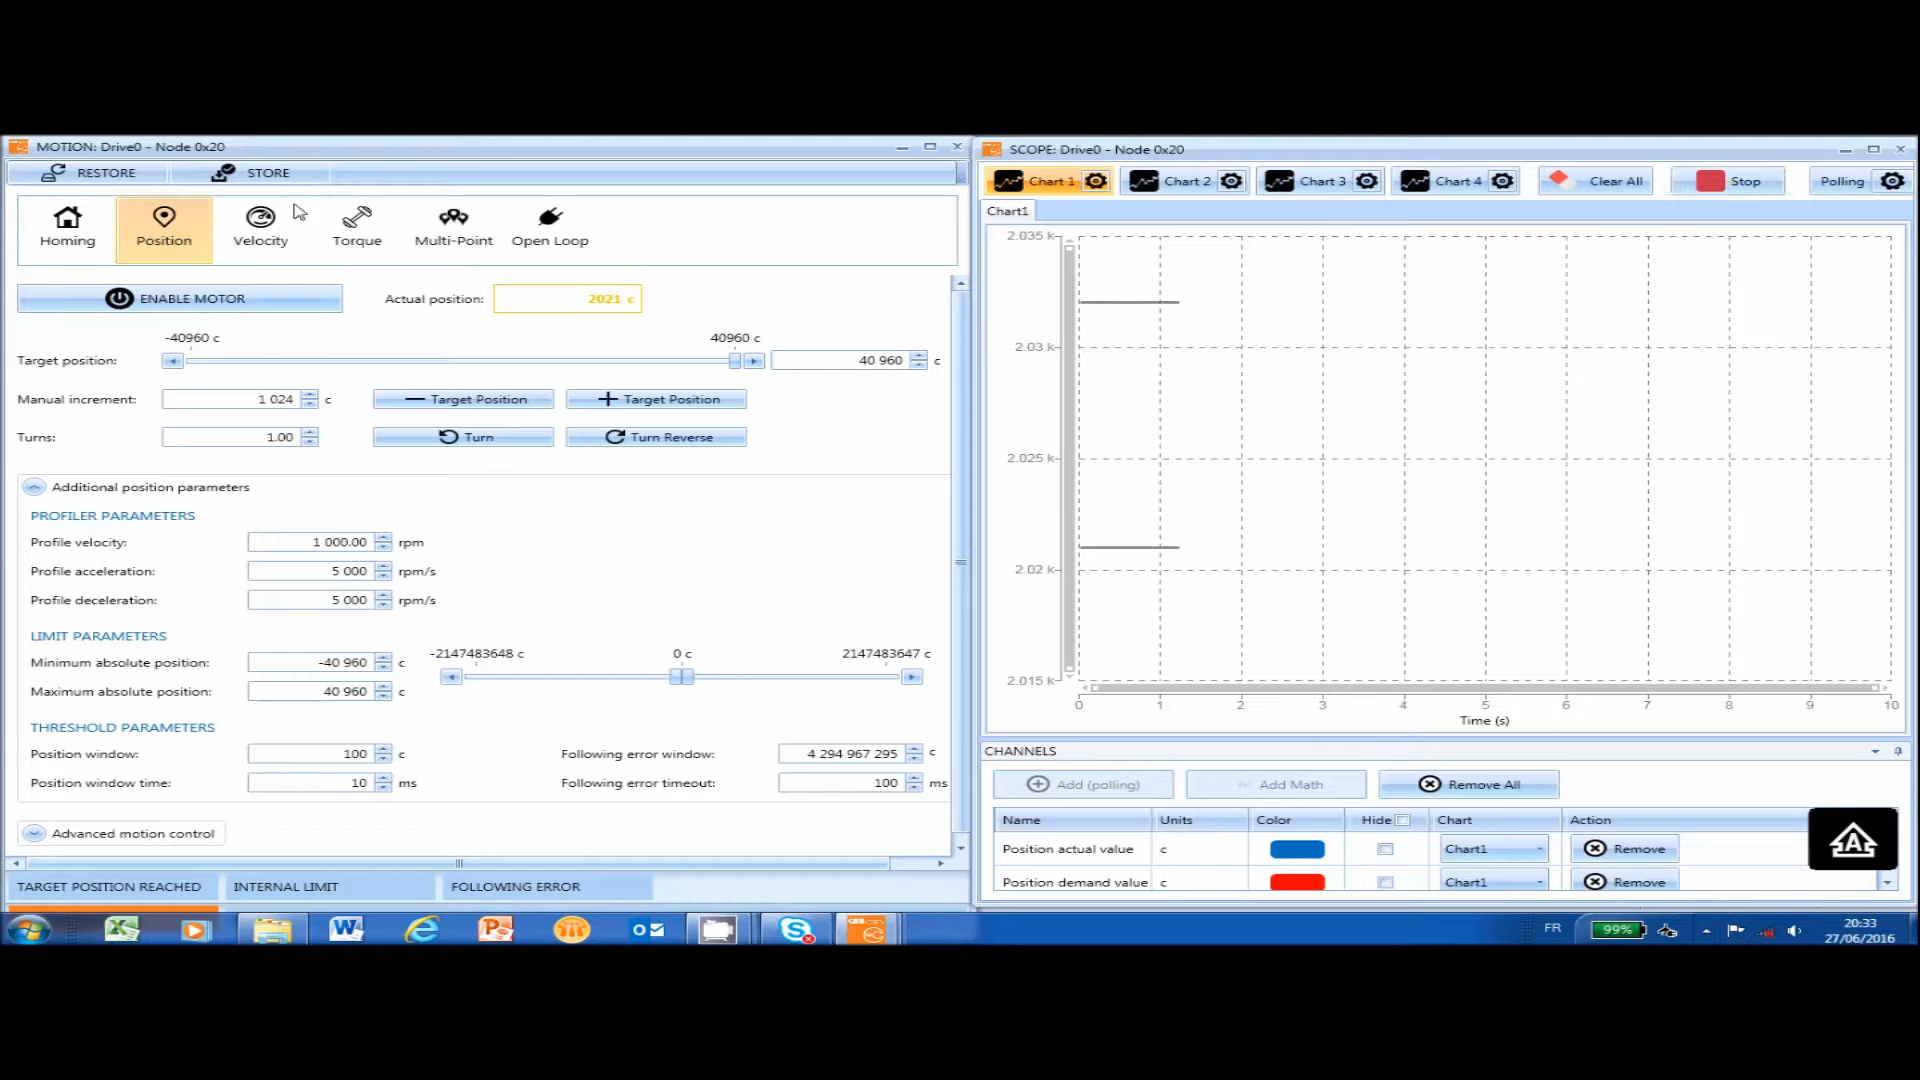 MOTION: Drive0 - Node 0x20
RESTORE STORE
Homing Position Velocity Torque Multi-Point Open Loop
ENABLE MOTOR Actual position: 2021 c
-40960 c 40960 c
Target position: 40 960 c
Manual increment: 1 024 c Target Position Target Position
Turns: 1.00 Turn Turn Reverse
Additional position parameters
PROFILER PARAMETERS
Profile velocity: 1 000.00 rpm
Profile acceleration: 5 000 rpm/s
Profile deceleration: 5 000 rpm/s
LIMIT PARAMETERS
-2147483648 c 0 c 2147483647 c
Minimum absolute position: -40 960 c
Maximum absolute position: 40 960 c
THRESHOLD PARAMETERS
Position window: 100 c Following error window: 4 294 967 295 c
Position window time: 10 ms Following error timeout: 100 ms
Advanced motion control
TARGET POSITION REACHED INTERNAL LIMIT FOLLOWING ERROR
SCOPE: Drive0 - Node 0x20
Chart 1 Chart 2 Chart 3 Chart 4 Clear All Stop Polling
Chart1
2.035 k
2.03 k
2.025 k
2.02 k
2.015 k
0 1 2 3 4 5 6 7 8 9 10
Time (s)
CHANNELS
Add (polling) Add Math Remove All
Name Units Color Hide Chart Action
Position actual value c Chart1 Remove
Position demand value c Chart1 Remove
FR 99% 20:33
27/06/2016